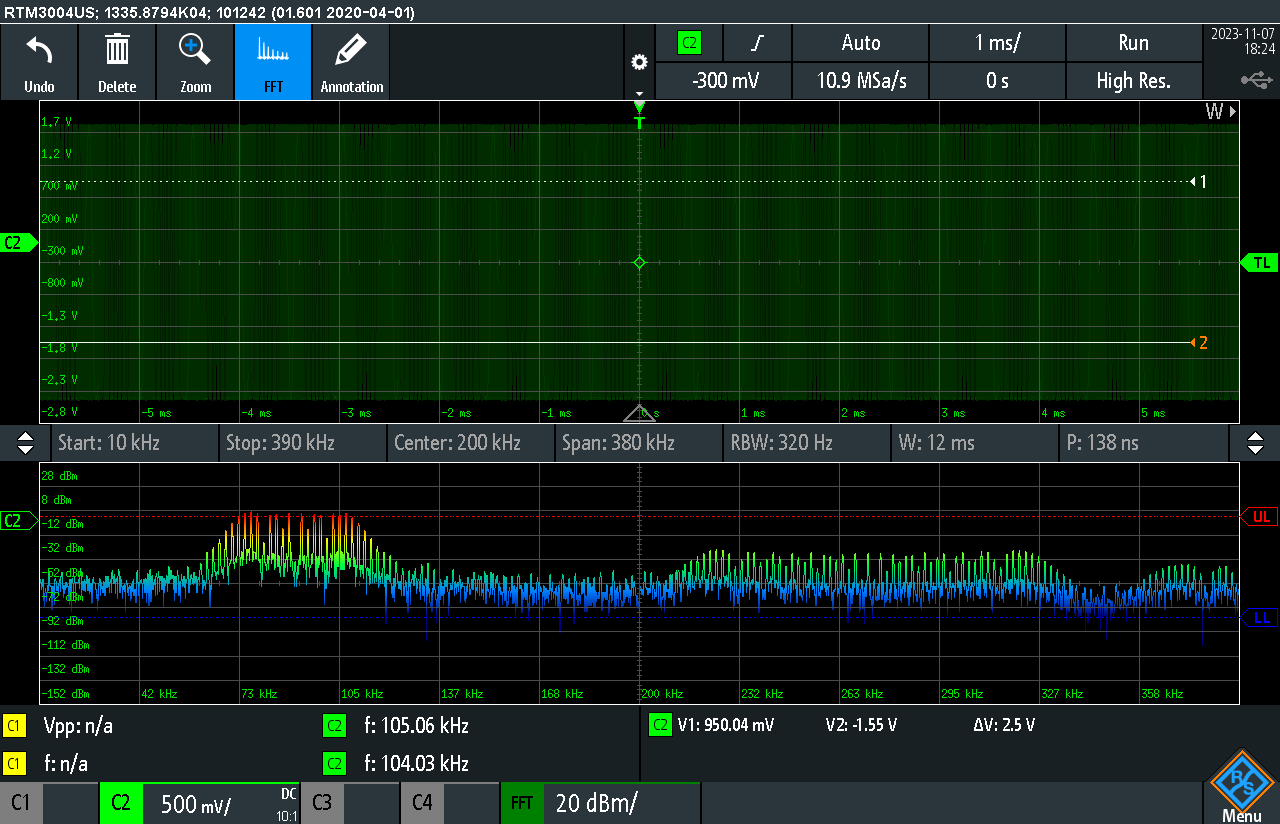 RTM3004US; 1335.8794K04; 101242 (01.601 2020-04-01)
Undo Delete Zoom FFT Annotation
C2 Auto 1 ms/ Run 2023-11-07
18:24
-300 mV 10.9 MSa/s 0 s High Res.
T W
1.7 V
1.2 V
700 mV 1
200 mV
C2
-300 mV TL
-800 mV
-1.3 V
-1.8 V 2
-2.3 V
-2.8 V -5 ms -4 ms -3 ms -2 ms -1 ms 0 s 1 ms 2 ms 3 ms 4 ms 5 ms
Start: 10 kHz Stop: 390 kHz Center: 200 kHz Span: 380 kHz RBW: 320 Hz W: 12 ms P: 138 ns
28 dBm
8 dBm
C2 -12 dBm UL
-32 dBm
-52 dBm
-72 dBm
-92 dBm LL
-112 dBm
-132 dBm
-152 dBm 42 kHz 73 kHz 105 kHz 137 kHz 168 kHz 200 kHz 232 kHz 263 kHz 295 kHz 327 kHz 358 kHz
C1 Vpp: n/a C2 f: 105.06 kHz C2 V1: 950.04 mV V2: -1.55 V ΔV: 2.5 V
C1 f: n/a C2 f: 104.03 kHz
C1 C2 500 mV/ DC
10:1
C3 C4 FFT 20 dBm/
R S
Menu